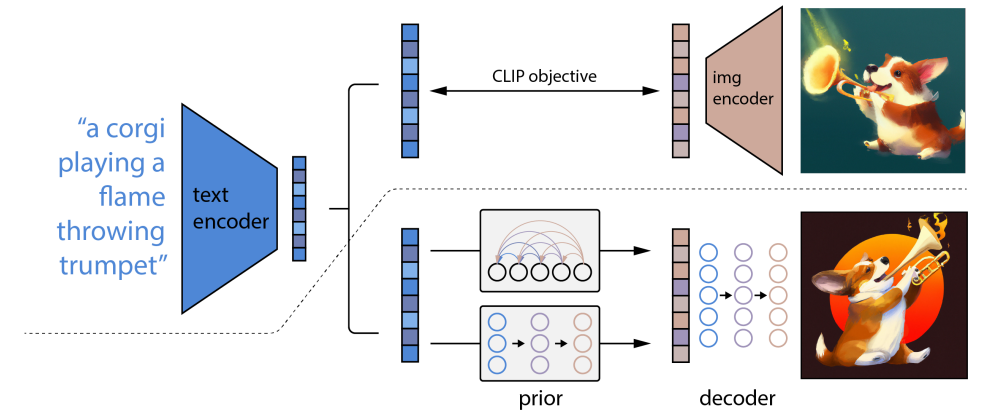 “a corgi
playing a
flame
throwing
trumpet”
text
encoder
CLIP objective
img
encoder
prior
decoder